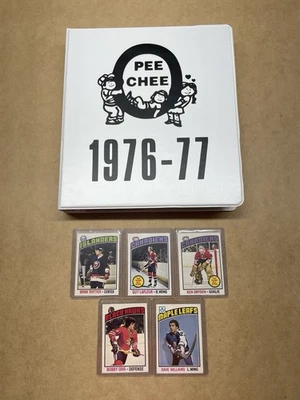 PEE
CHEE
1976-77
ISLANDERS
CANADIENS
CANADIENS
BRYAN TROTTIER • CENTER
GUY LAFLEUR • R. WING
KEN DRYDEN • GOALIE
BLACK HAWKS
MAPLE LEAFS
BOBBY ORR • DEFENSE
DAVE WILLIAMS • L. WING